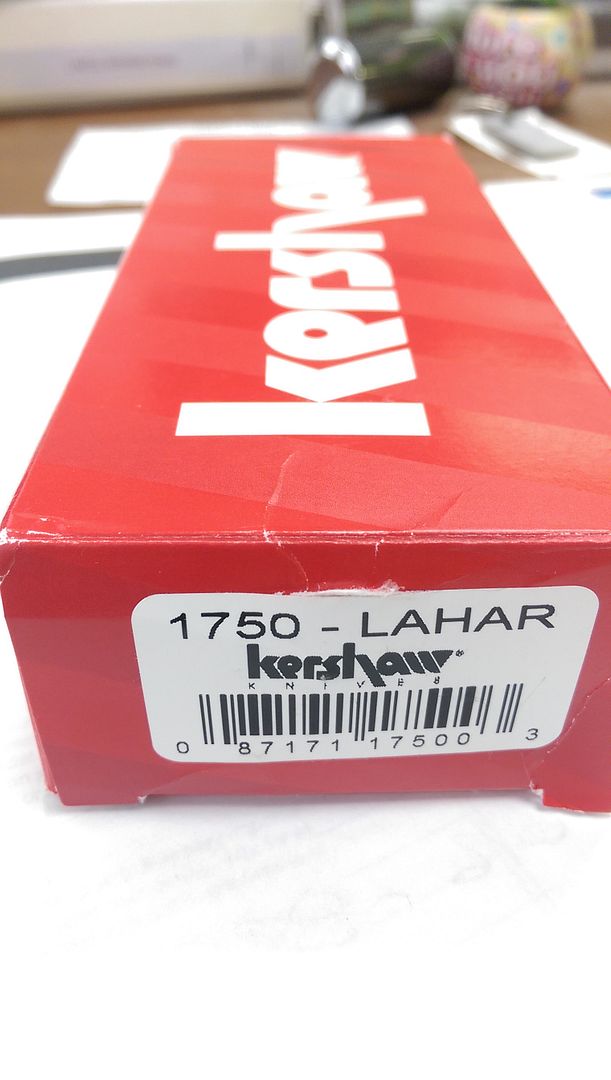 kershaw
1750 - LAHAR
kershaw®
KNIVES
0 87171 17500 3